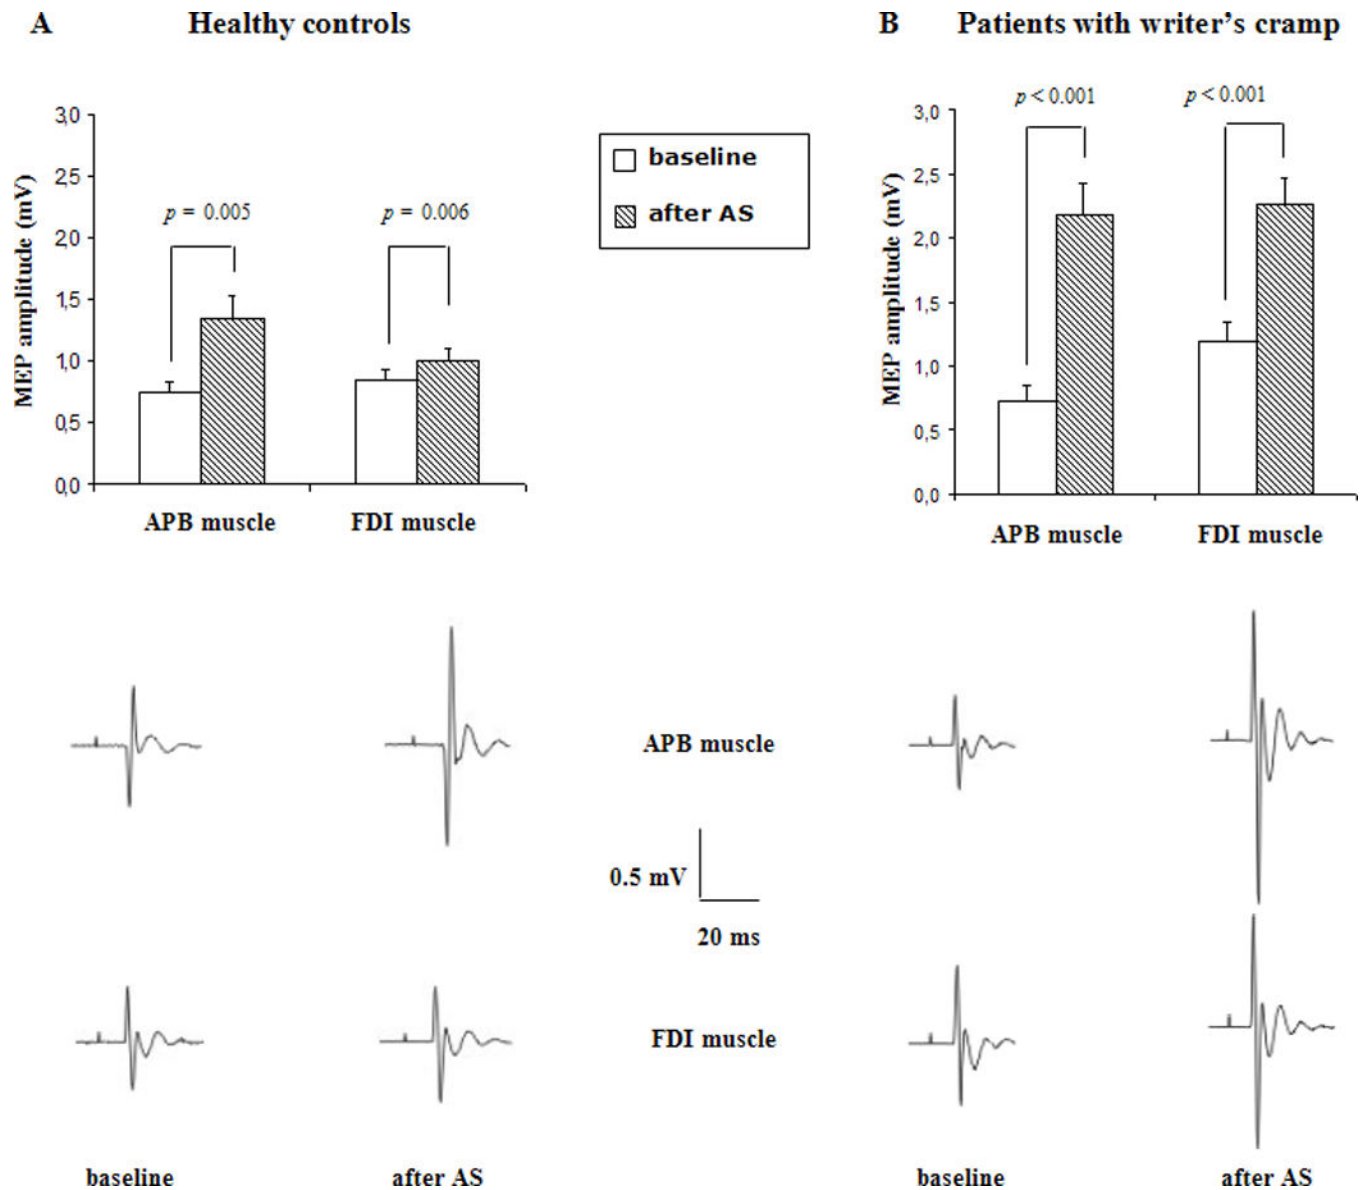 A Healthy controls
B Patients with writer's cramp
MEP amplitude (mV)
3,0
2,5
2,0
1,5
1,0
0,5
0,0
p = 0.005
p = 0.006
APB muscle
FDI muscle
baseline
after AS
MEP amplitude (mV)
3,0
2,5
2,0
1,5
1,0
0,5
0,0
p < 0.001
p < 0.001
APB muscle
FDI muscle
APB muscle
0.5 mV
20 ms
FDI muscle
baseline
after AS
baseline
after AS